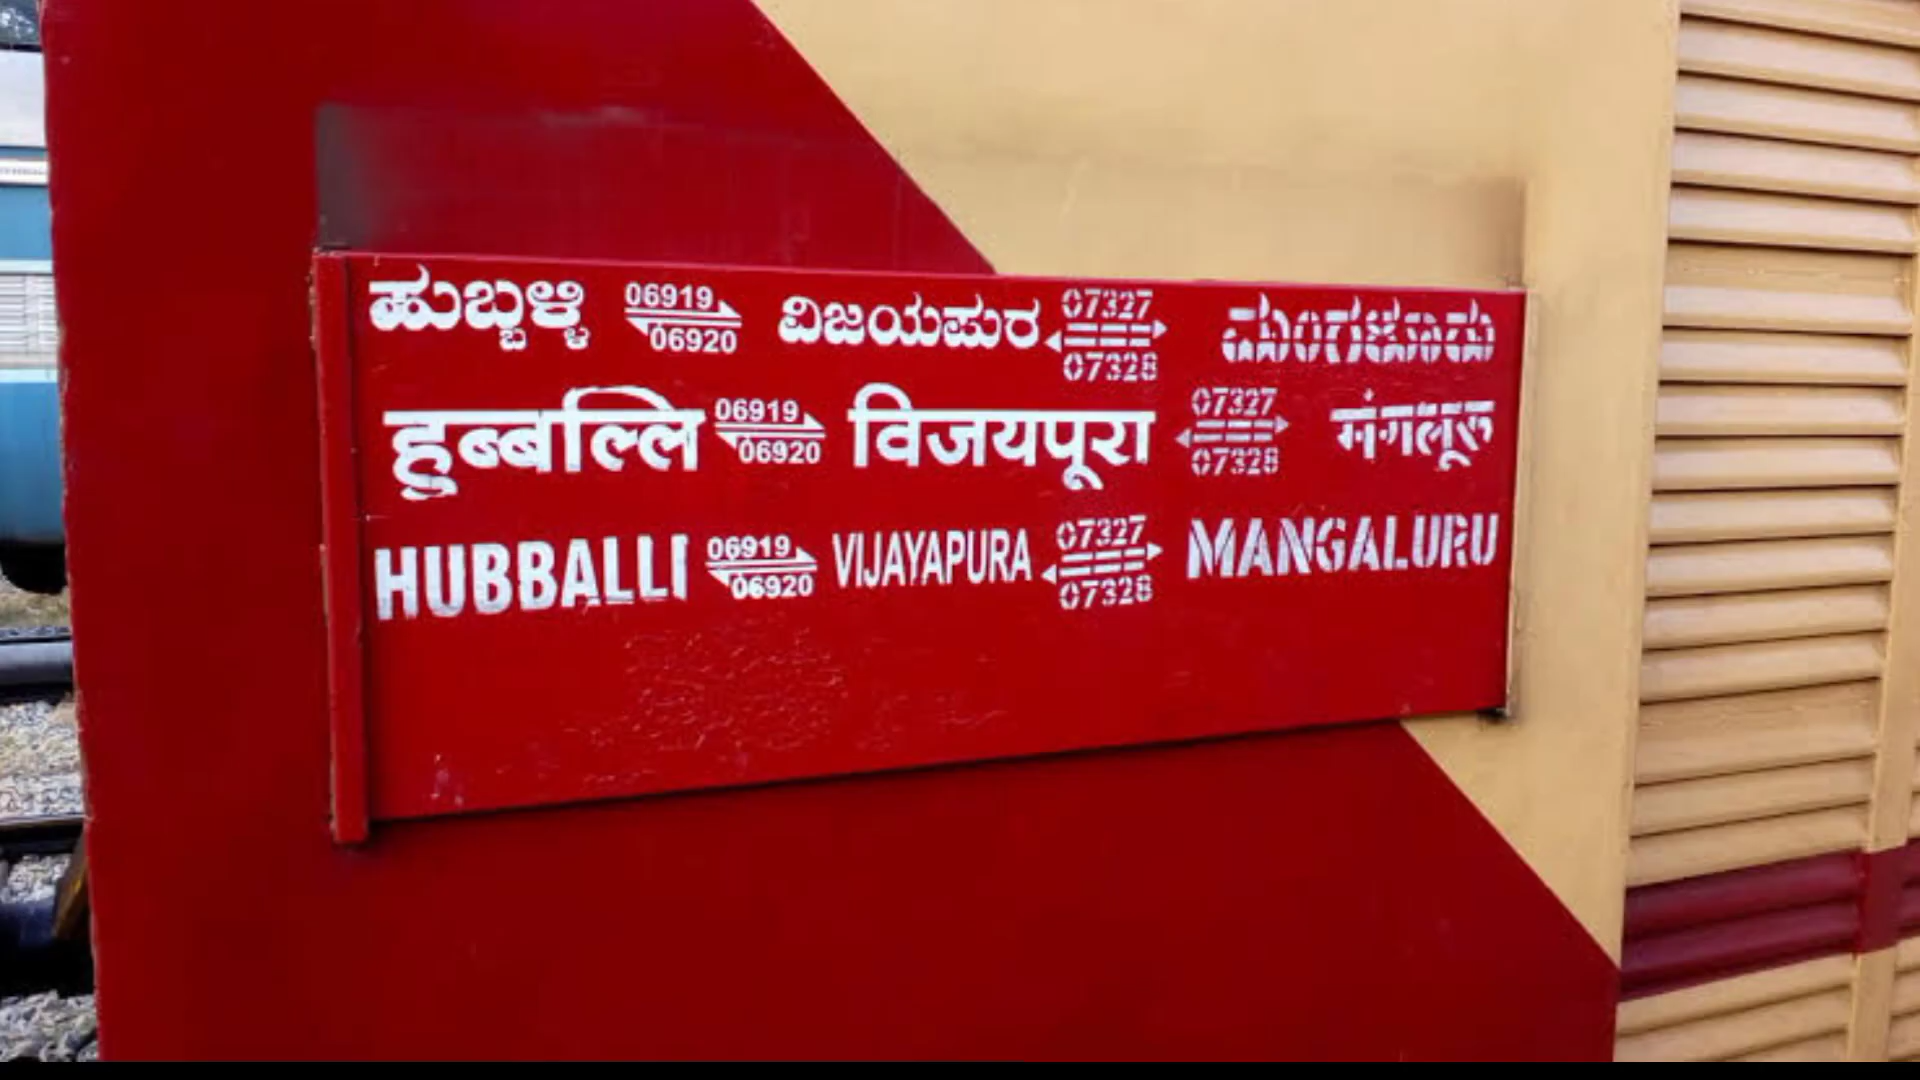 ಹುಬ್ಬಳ್ಳಿ 06919 06920 ವಿಜಯಪುರ 07327 07328 ಮಂಗಳೂರು
हुब्बल्लि 06919 06920 विजयपूरा 07327 07328 मंगलूरू
HUBBALLI 06919 06920 VIJAYAPURA 07327 07328 MANGALURU